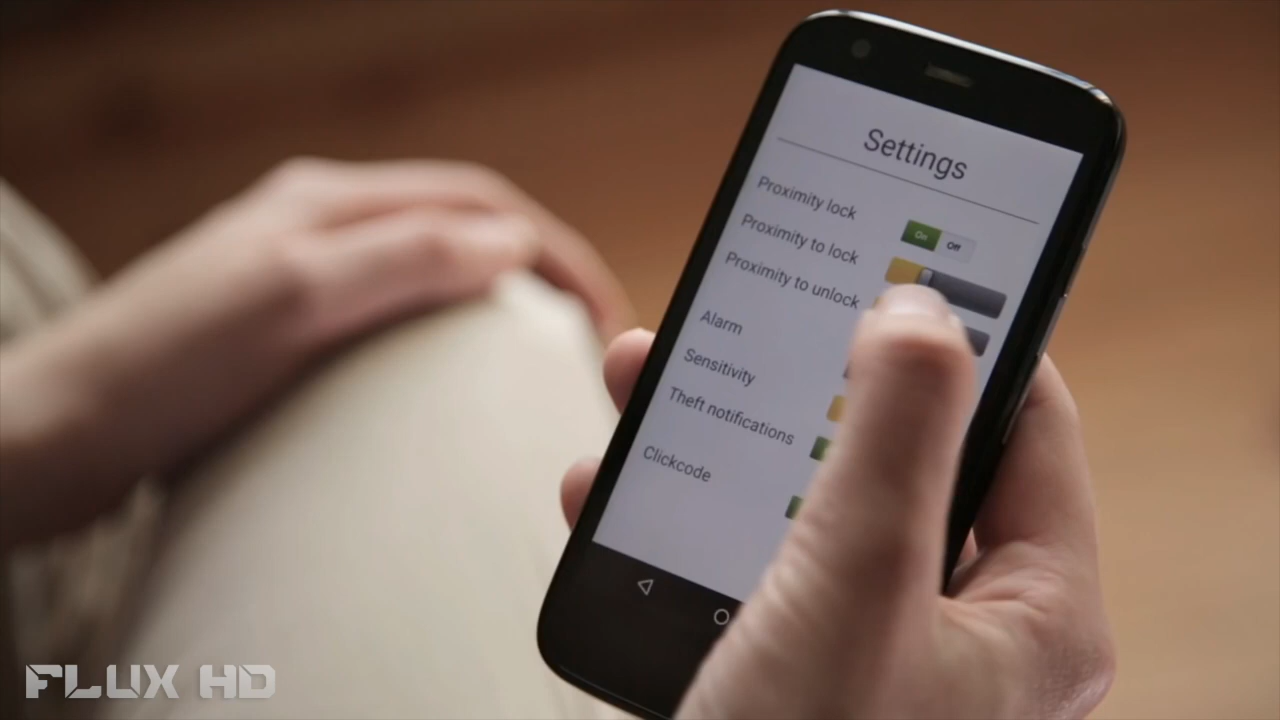 Settings
Proximity lock
On Off
Proximity to lock
Proximity to unlock
Alarm
Sensitivity
Theft notifications
Clickcode
FLUX HD